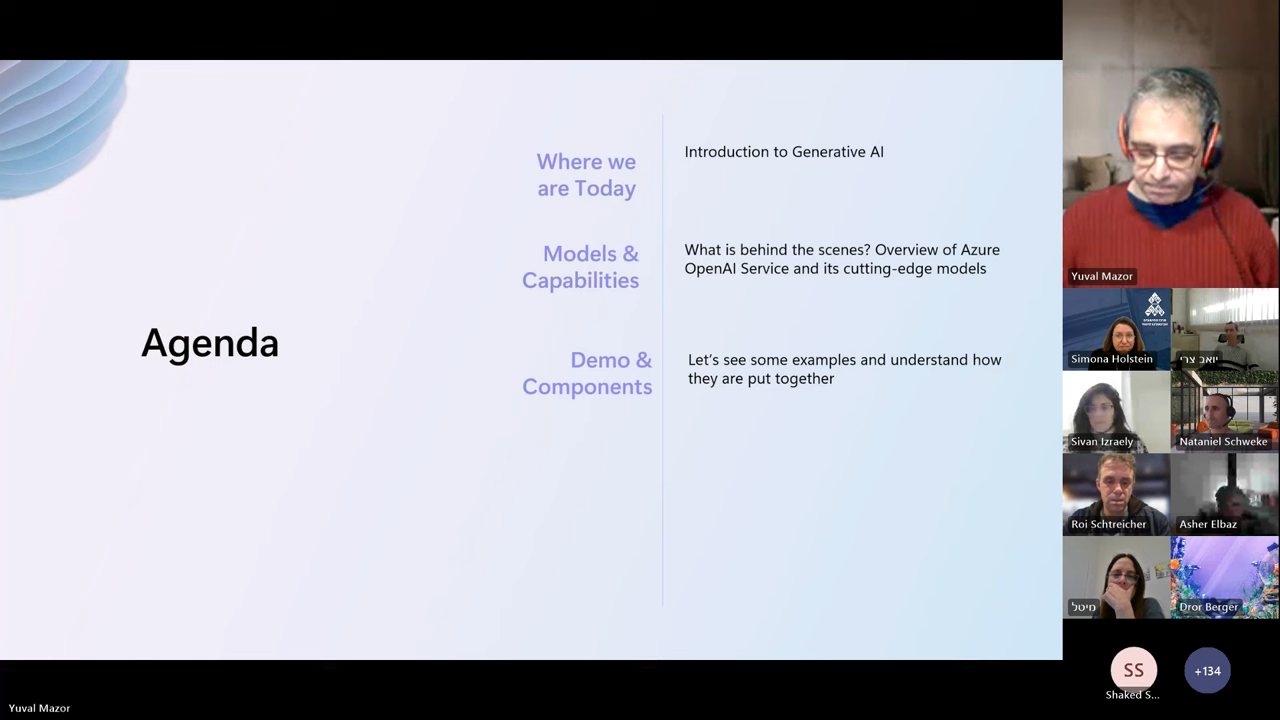 Agenda
Where we
are Today
Introduction to Generative AI
Models &
Capabilities
What is behind the scenes? Overview of Azure
OpenAI Service and its cutting-edge models
Demo &
Components
Let’s see some examples and understand how
they are put together
Yuval Mazor
Simona Holstein
יואב צרי
Sivan Izraely
Nataniel Schweke
Roi Schtreicher
Asher Elbaz
מיטל
Dror Berger
SS
Shaked S...
+134
Yuval Mazor